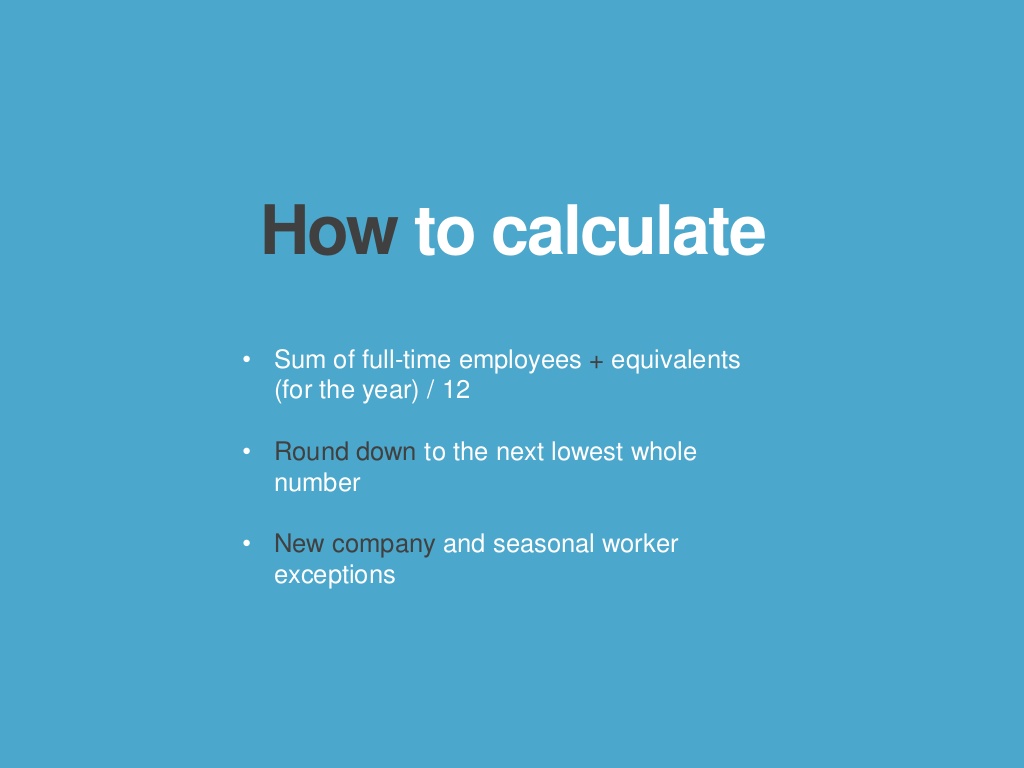 How to calculate
• Sum of full-time employees + equivalents
(for the year) / 12
• Round down to the next lowest whole
number
• New company and seasonal worker
exceptions